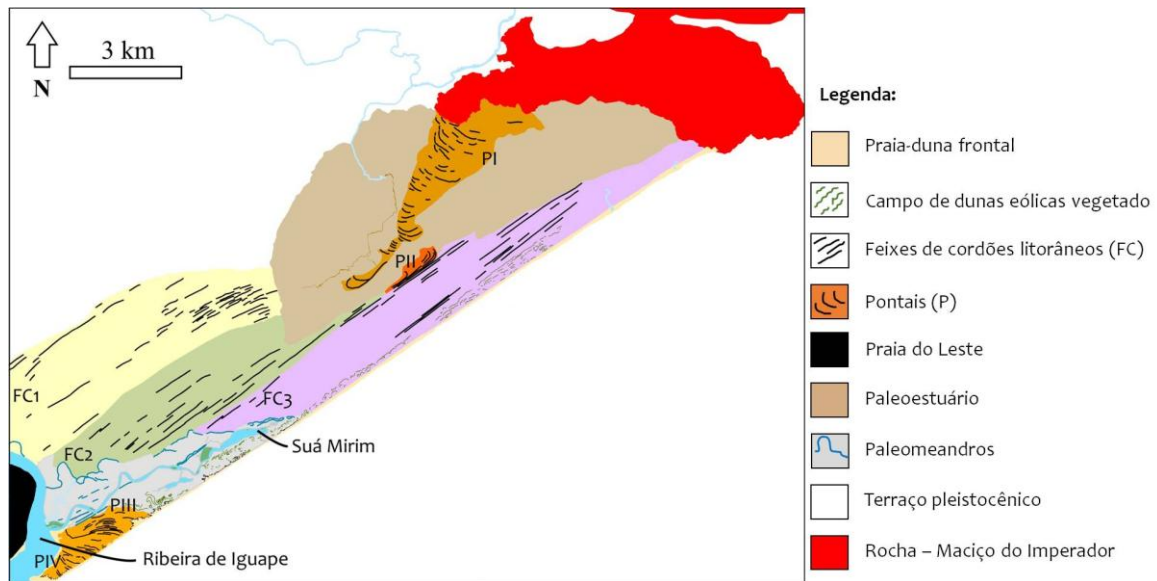 3 km
N
PI
PII
FC1
FC3
Suá Mirim
FC2
PIII
PIV
Ribeira de Iguape
Legenda:
Praia-duna frontal
Campo de dunas eólicas vegetado
Feixes de cordões litorâneos (FC)
Pontais (P)
Praia do Leste
Paleoestuário
Paleomeandros
Terraço pleistocênico
Rocha – Maciço do Imperador